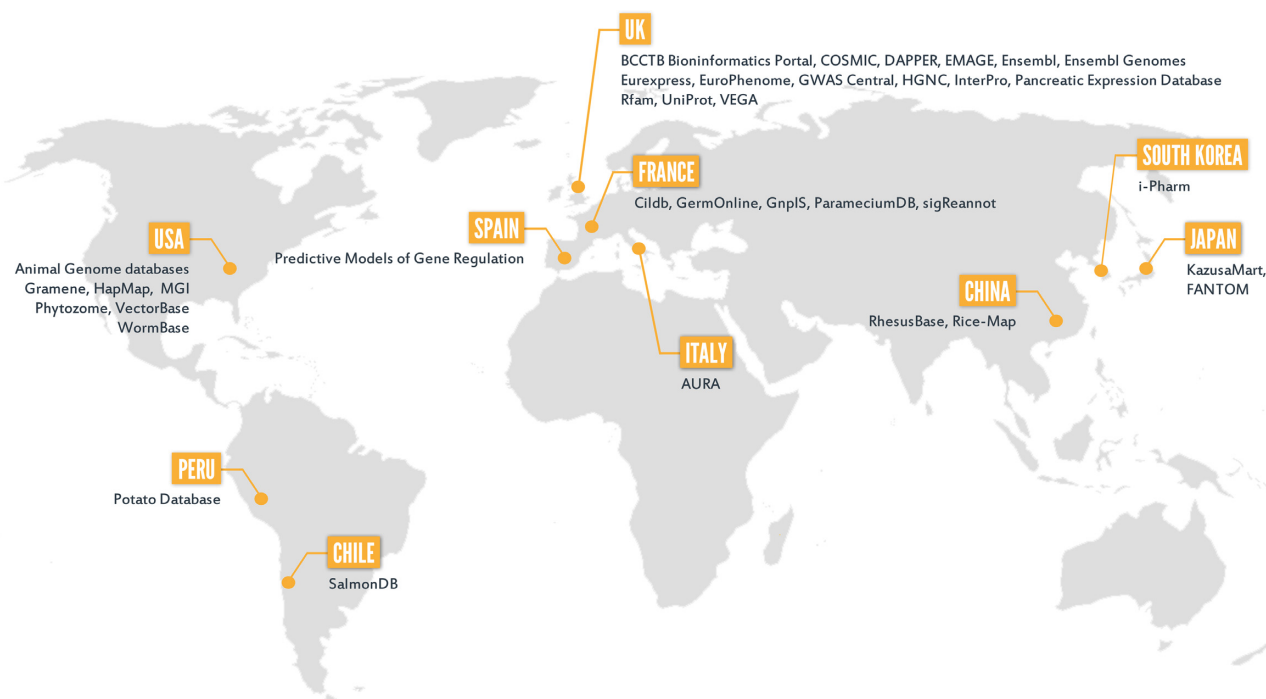 UK
BCCTB Bioninformatics Portal, COSMIC, DAPPER, EMAGE, Ensembl, Ensembl Genomes
Eurexpress, EuroPhenome, GWAS Central, HGNC, InterPro, Pancreatic Expression Database
Rfam, UniProt, VEGA
SOUTH KOREA
i-Pharm
FRANCE
Cildb, GermOnline, GnpIS, ParameciumDB, sigReannot
SPAIN
Predictive Models of Gene Regulation
USA
Animal Genome databases
Gramene, HapMap, MGI
Phytozome, VectorBase
WormBase
JAPAN
KazusaMart,
FANTOM
CHINA
RhesusBase, Rice-Map
ITALY
AURA
PERU
Potato Database
CHILE
SalmonDB